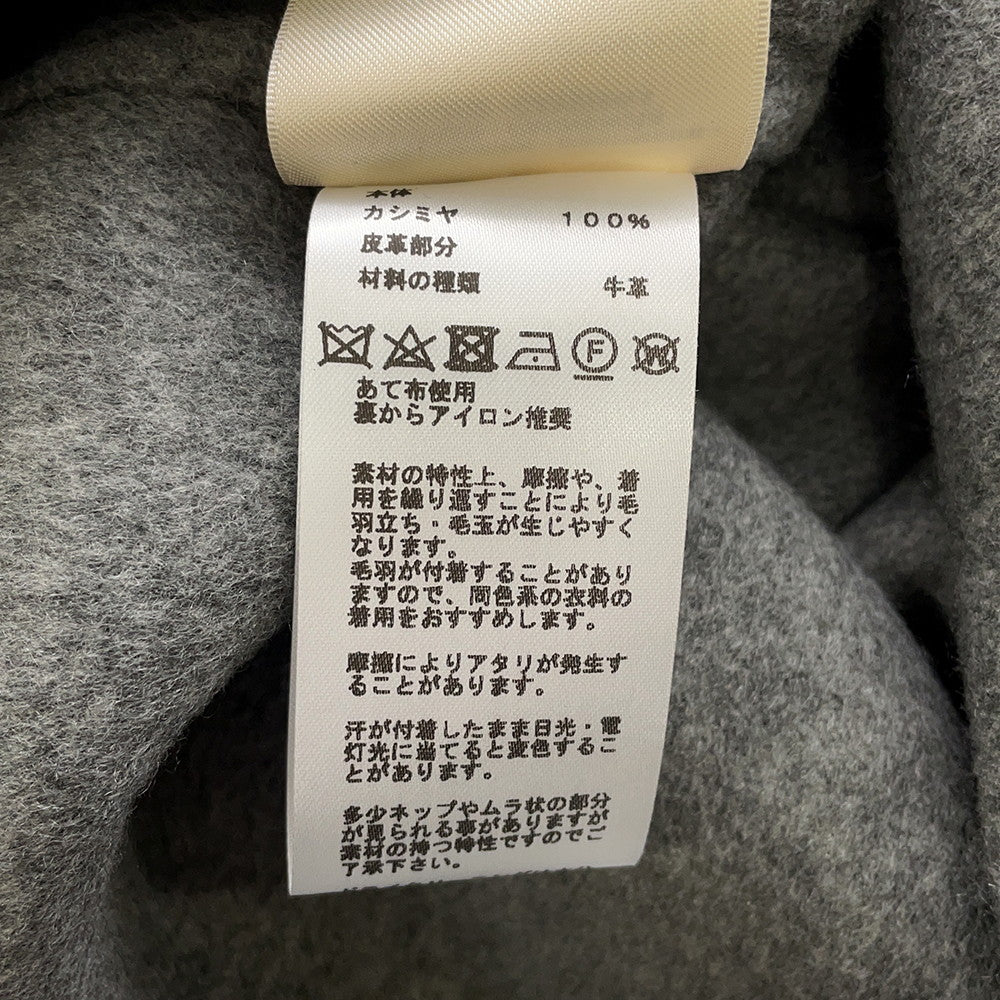 本体
カシミヤ 100%
皮革部分
材料の種類 牛革
F W
あて布使用
裏からアイロン推奨
素材の特性上、摩擦や、着
用を繰り返すことにより毛
羽立ち・毛玉が生じやすく
なります。
毛羽が付着することがあり
ますので、同色系の衣料の
着用をおすすめします。
摩擦によりアタリが発生す
ることがあります。
汗が付着したまま日光・電
灯光に当てると変色するこ
とがあります。
多少ネップやムラ状の部分
が見られる事がありますが
素材の持つ特性ですのでご
了承下さい。